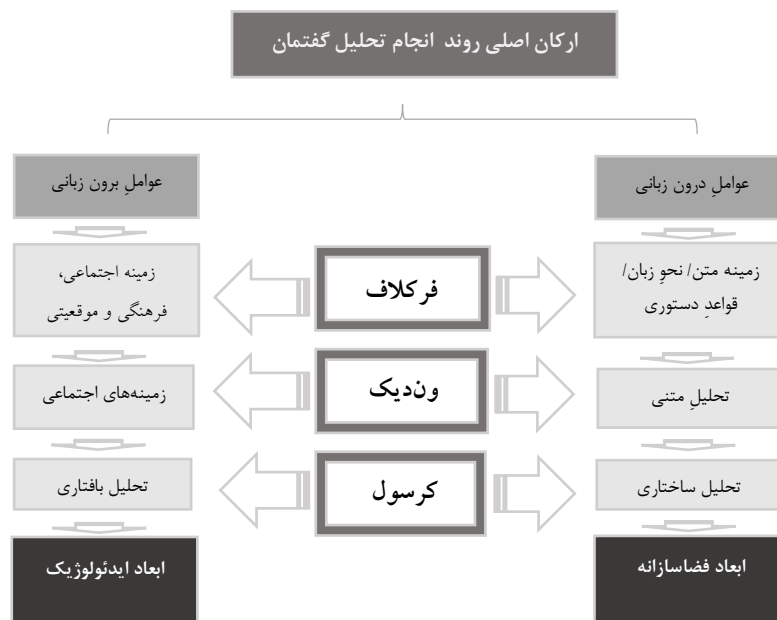 ارکان اصلی روند انجام تحلیل گفتمان
عواملِ درون زبانی
عواملِ برون زبانی
زمینه متن/ نحوِ زبان/
قواعدِ دستوری
فرکلاف
زمینه اجتماعی،
فرهنگی و موقعیتی
تحلیلِ متنی
ون‌دیک
زمینه‌های اجتماعی
تحلیل ساختاری
کرسول
تحلیل بافتاری
ابعاد فضاسازانه
ابعاد ایدئولوژیک